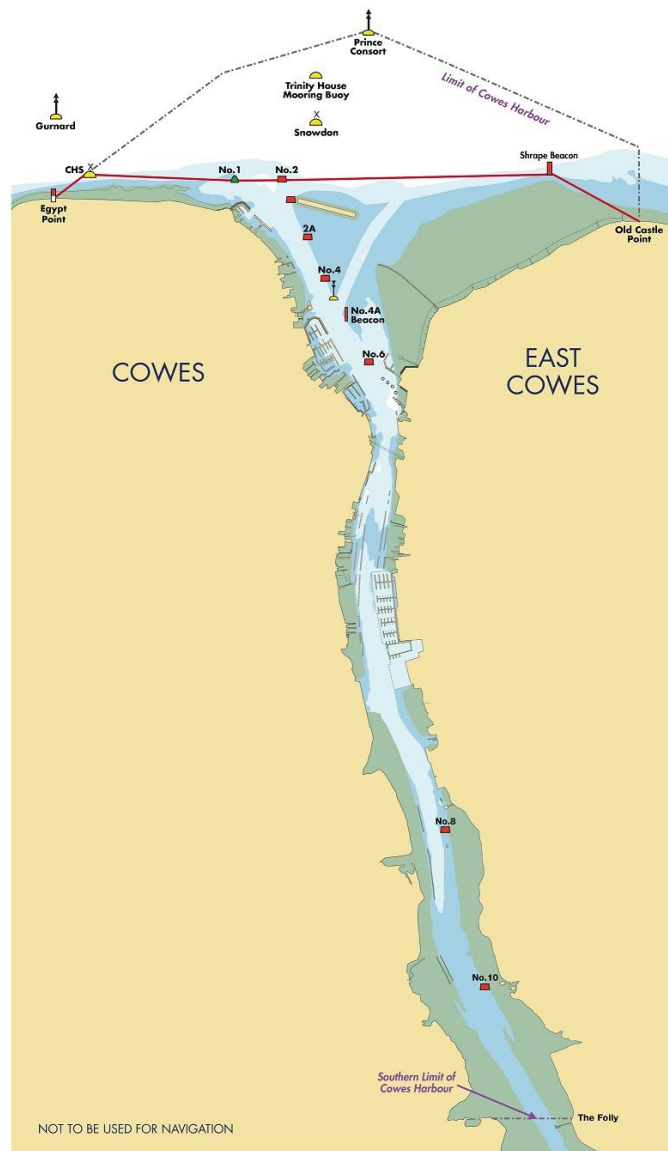 Prince
Consort
Limit of Cowes Harbour
Trinity House
Mooring Buoy
Gurnard
Snowdon
Shrape Beacon
CHS
No.1
No.2
Egypt
Point
Old Castle
Point
2A
No.4
No.4A
Beacon
No.6
COWES
EAST
COWES
No.8
No.10
Southern Limit of
Cowes Harbour
The Folly
NOT TO BE USED FOR NAVIGATION